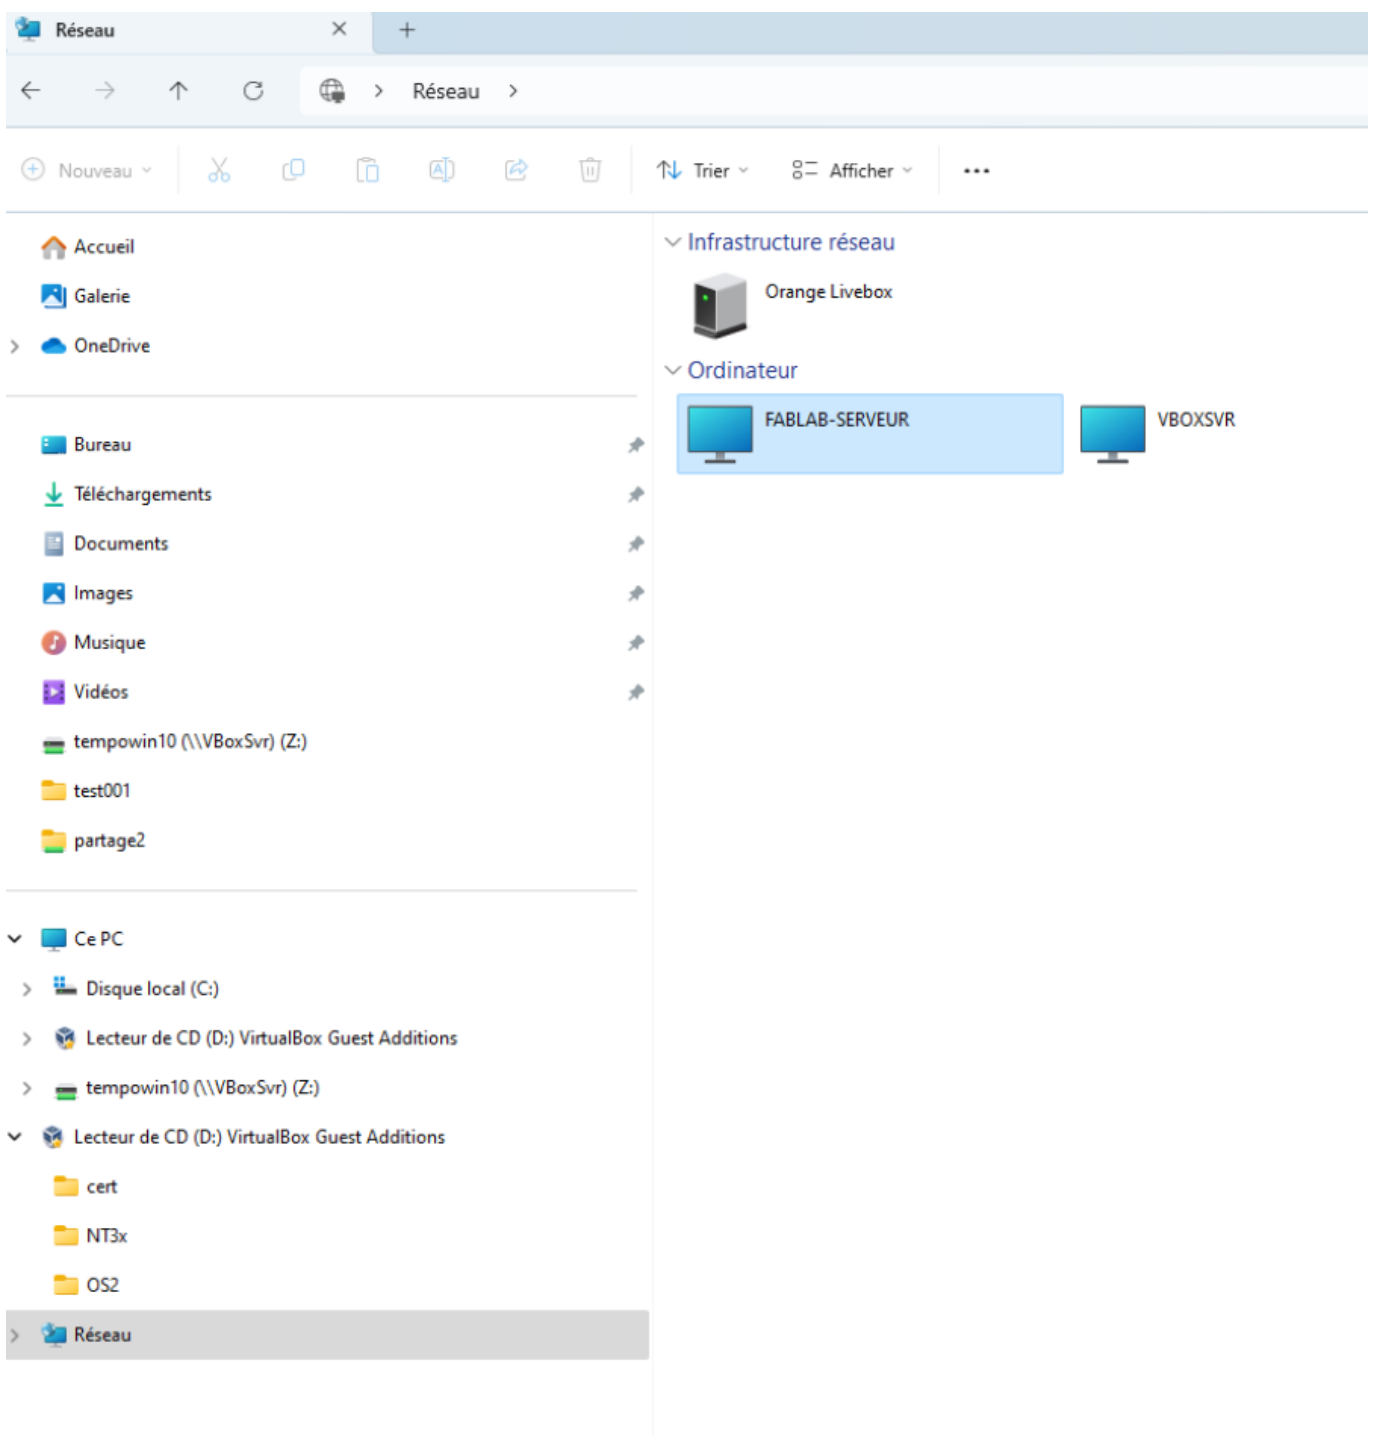 Réseau
Réseau
Nouveau
Trier
Afficher
Accueil
Galerie
OneDrive
Bureau
Téléchargements
Documents
Images
Musique
Vidéos
tempowin10 (\\VBoxSvr) (Z:)
test001
partage2
Ce PC
Disque local (C:)
Lecteur de CD (D:) VirtualBox Guest Additions
tempowin10 (\\VBoxSvr) (Z:)
Lecteur de CD (D:) VirtualBox Guest Additions
cert
NT3x
OS2
Réseau
Infrastructure réseau
Orange Livebox
Ordinateur
FABLAB-SERVEUR
VBOXSVR